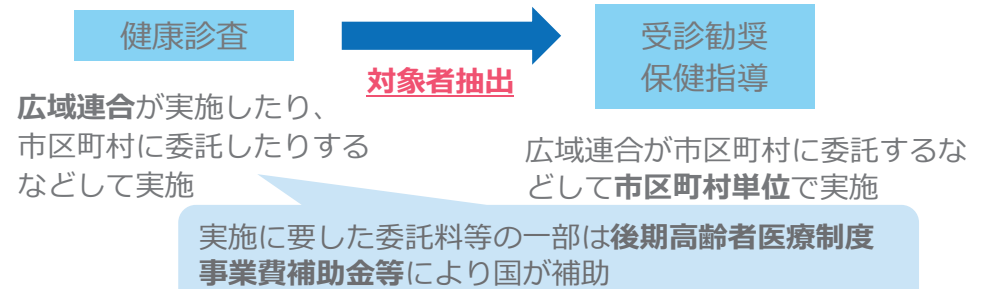 健康診査
対象者抽出
受診勧奨
保健指導
広域連合が実施したり、
市区町村に委託したりする
などして実施
広域連合が市区町村に委託するな
どして市区町村単位で実施
実施に要した委託料等の一部は後期高齢者医療制度
事業費補助金等により国が補助